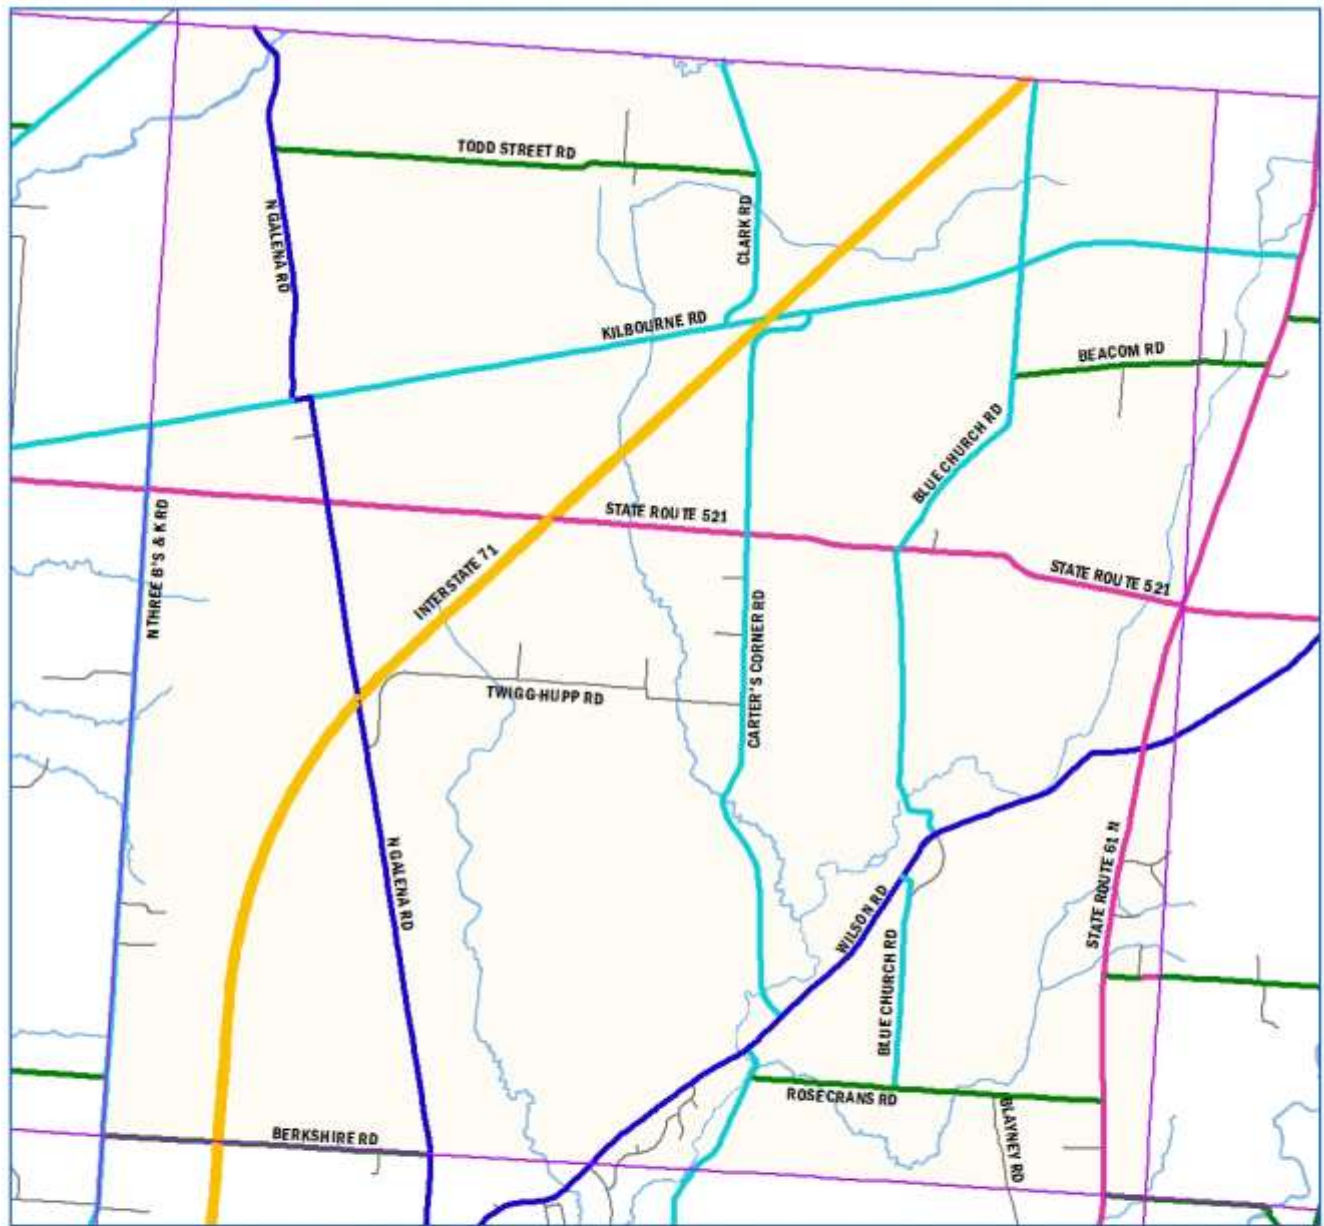 TODD STREET RD
CLARK RD
N GALENA RD
KILBOURNE RD
BEACOM RD
BLUE CHURCH RD
STATE ROUTE 521
N THREE B'S & K RD
INTERSTATE 71
STATE ROUTE 521
CARTER'S CORNER RD
TWIGG-HUPP RD
N GALENA RD
STATE ROUTE 61 N
WILSON RD
BLUE CHURCH RD
ROSECRANS RD
BLAYNEY RD
BERKSHIRE RD